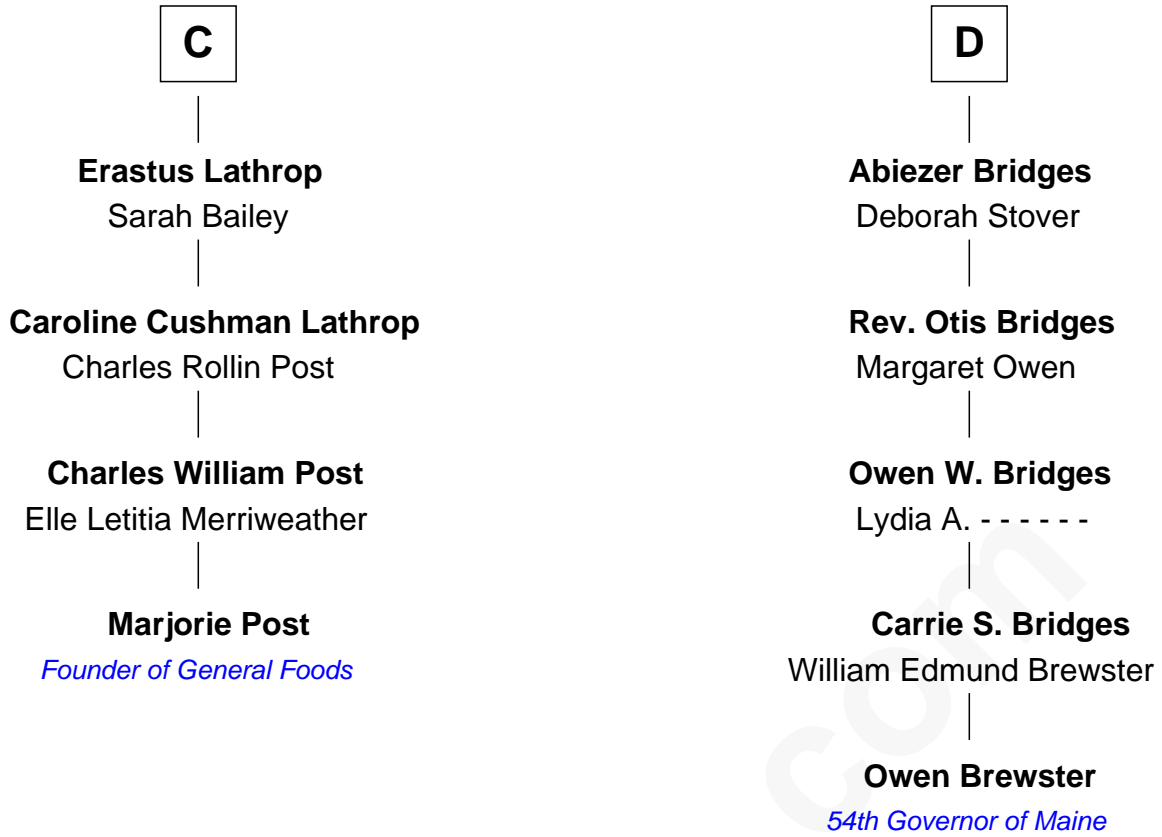 C
Erastus Lathrop
Sarah Bailey
Caroline Cushman Lathrop
Charles Rollin Post
Charles William Post
Elle Letitia Merriweather
Marjorie Post
Founder of General Foods
D
Abiezer Bridges
Deborah Stover
Rev. Otis Bridges
Margaret Owen
Owen W. Bridges
Lydia A. - - - - - -
Carrie S. Bridges
William Edmund Brewster
Owen Brewster
54th Governor of Maine
com